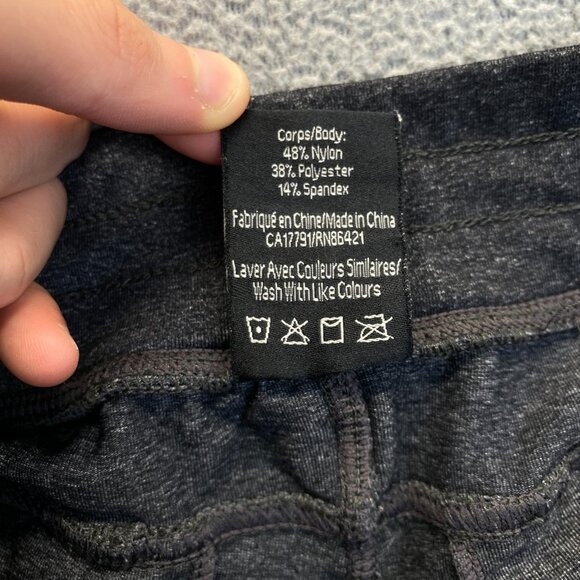 Corps/Body:
48% Nylon
38% Polyester
14% Spandex
Fabriqué en Chine/Made in China
CA17791/RN86421
Laver Avec Couleurs Similaires/
Wash With Like Colours